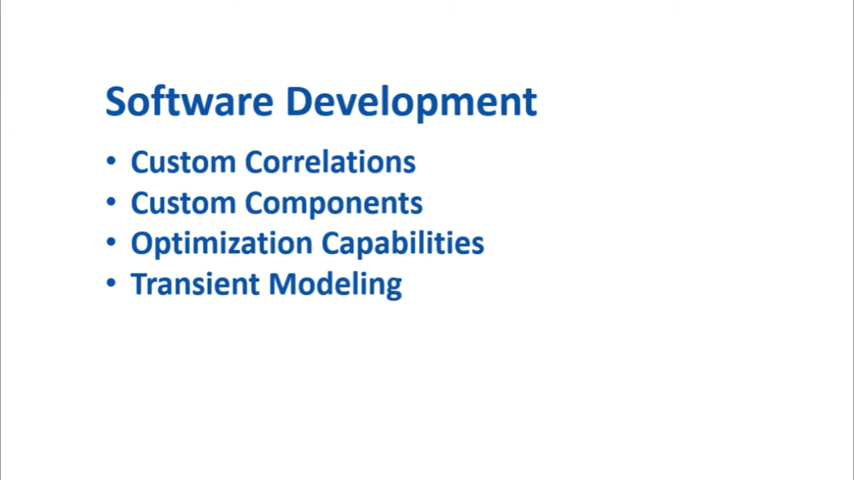 Software Development
• Custom Correlations
• Custom Components
• Optimization Capabilities
• Transient Modeling